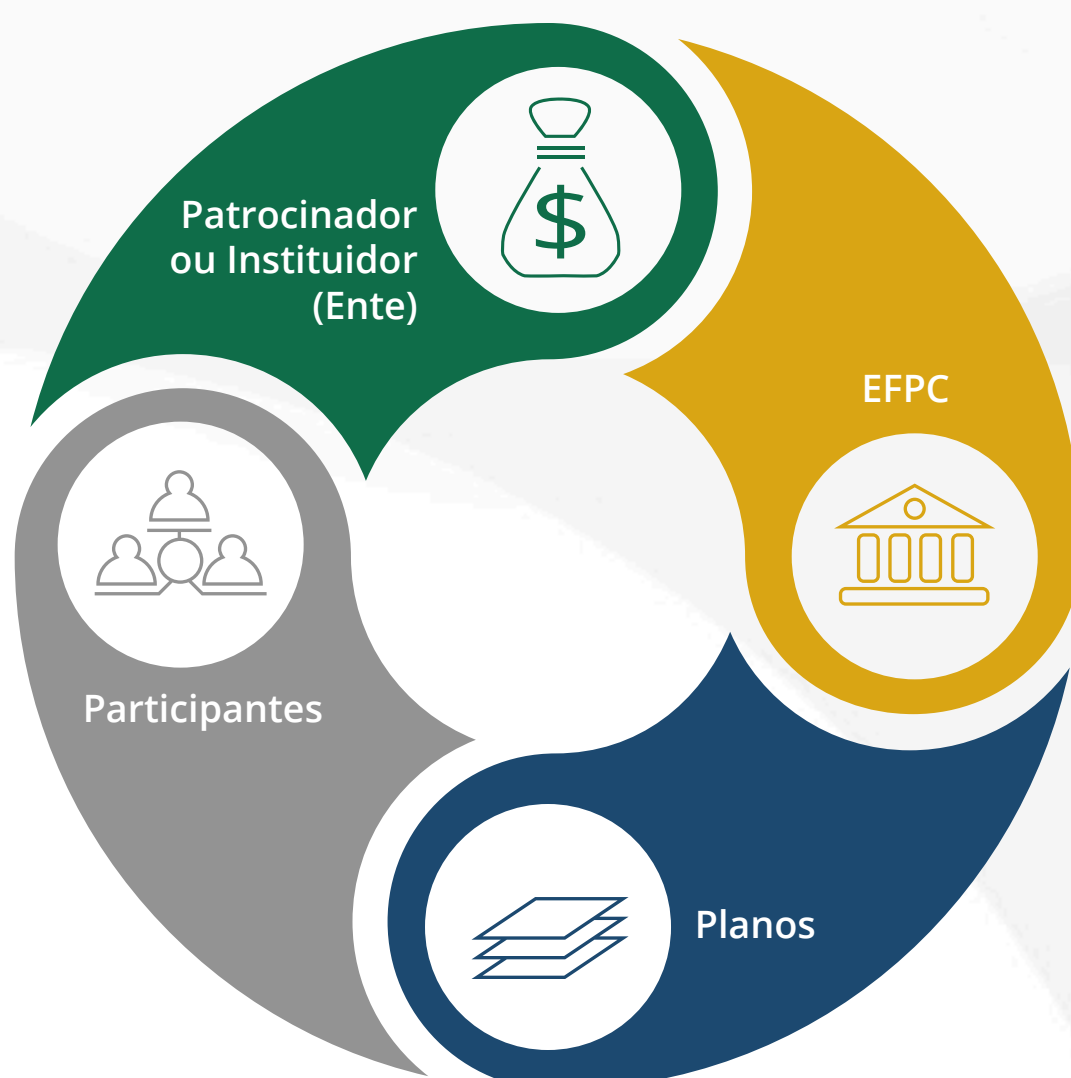 Patrocinador
ou Instituidor
(Ente)
$
EFPC
Participantes
Planos